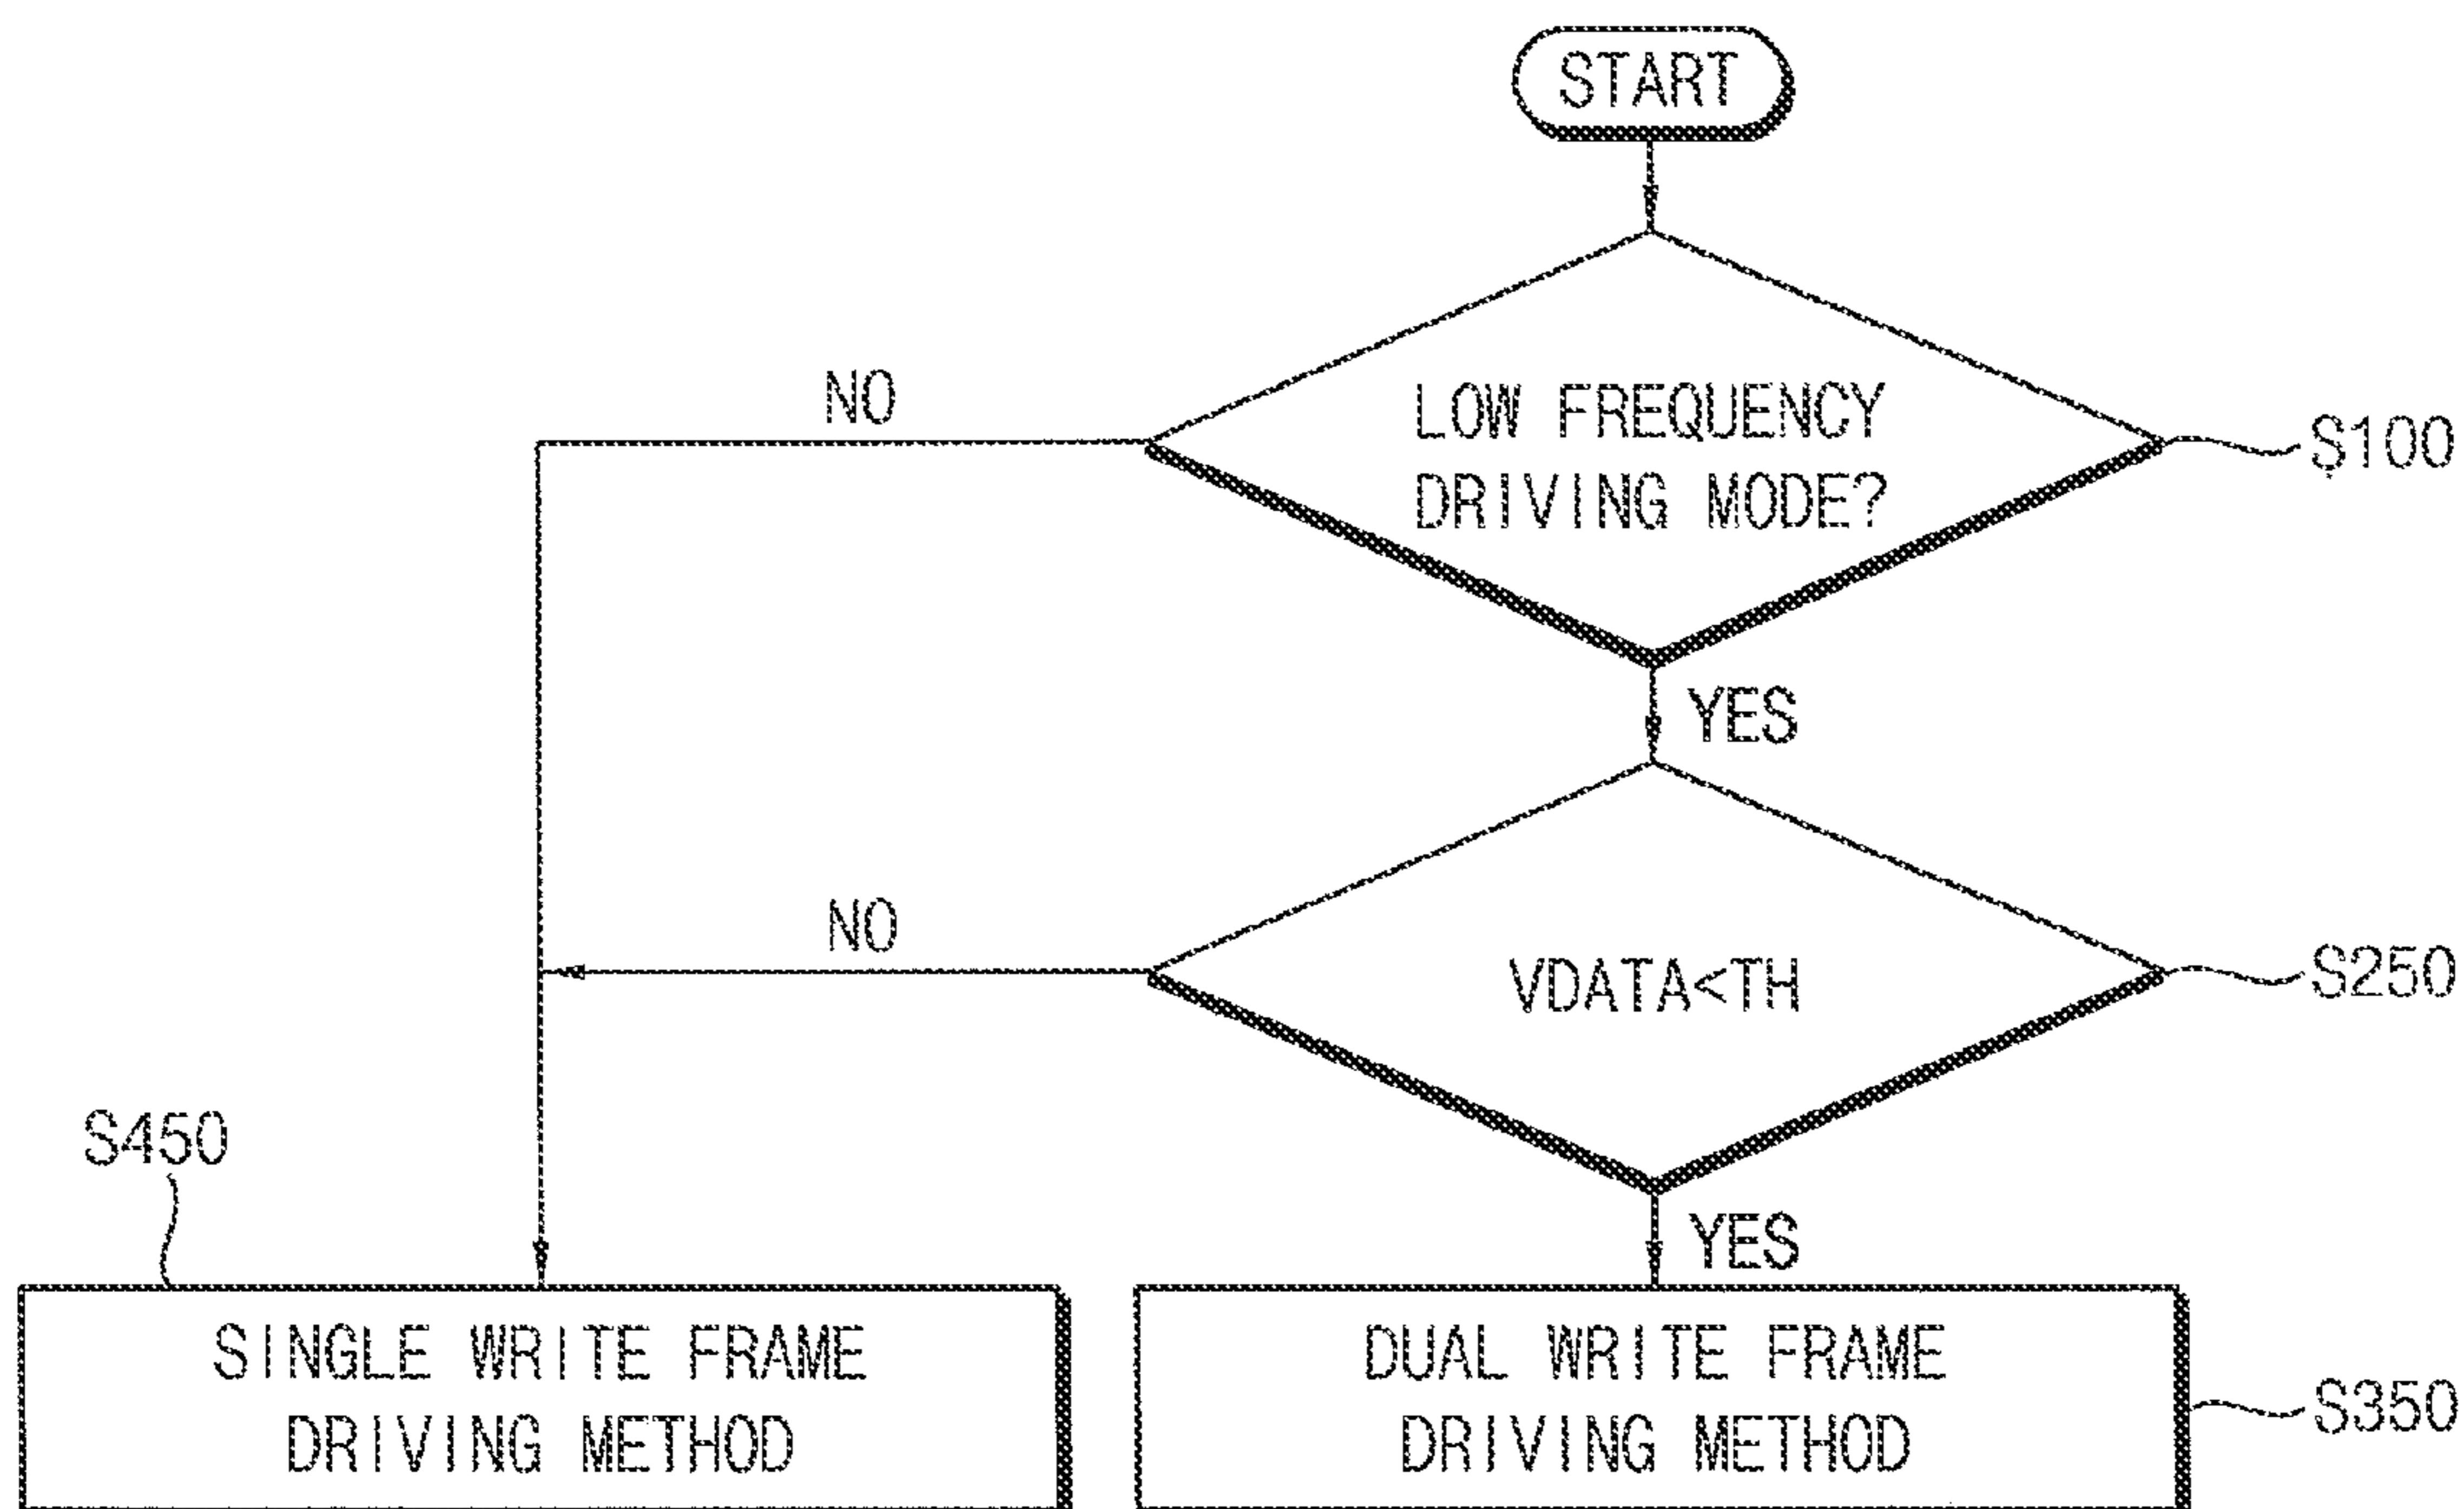 START
NO
LOW FREQUENCY
DRIVING MODE?
S100
YES
NO
VDATA<TH
S250
S450
YES
SINGLE WRITE FRAME
DRIVING METHOD
DUAL WRITE FRAME
DRIVING METHOD
S350